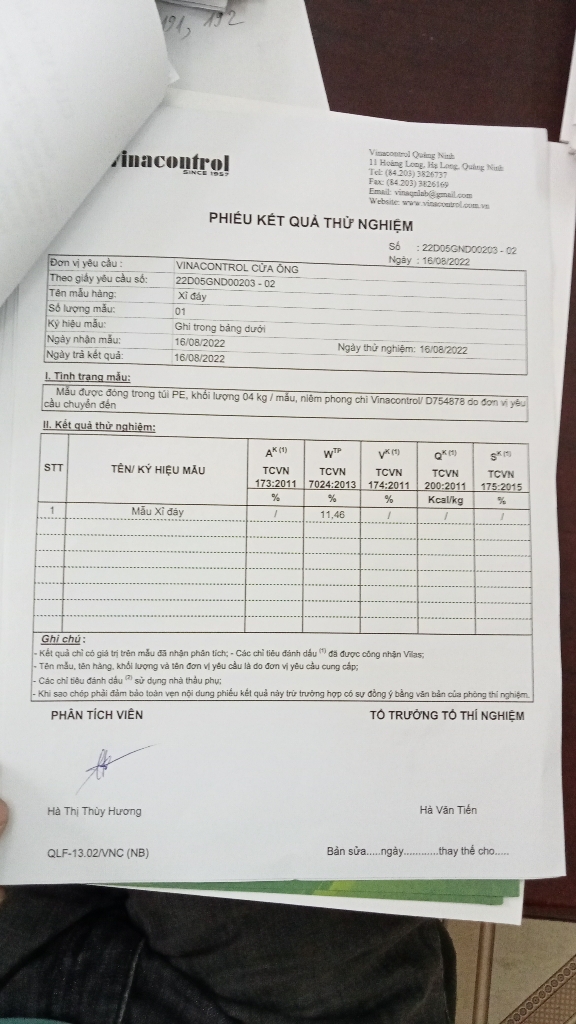 191, 192
Vinacontrol
SINCE 1957
Vinacontrol Quảng Ninh
11 Hoàng Long, Hạ Long, Quảng Ninh
Tel: (84.203) 3826737
Fax: (84.203) 3826169
Email: vinaqnlab@gmail.com
Website: www.vinacontrol.com.vn
PHIẾU KẾT QUẢ THỬ NGHIỆM
Số : 22D05GND00203 - 02
Ngày : 16/08/2022
Đơn vị yêu cầu : VINACONTROL CỬA ÔNG
Theo giấy yêu cầu số: 22D05GND00203 - 02
Tên mẫu hàng: Xỉ đáy
Số lượng mẫu: 01
Ký hiệu mẫu: Ghi trong bảng dưới
Ngày nhận mẫu: 16/08/2022 Ngày thử nghiệm: 16/08/2022
Ngày trả kết quả: 16/08/2022
I. Tình trạng mẫu:
Mẫu được đóng trong túi PE, khối lượng 04 kg / mẫu, niêm phong chì Vinacontrol/ D754878 do đơn vị yêu
cầu chuyển đến
II. Kết quả thử nghiệm:
STT TÊN/ KÝ HIỆU MẪU A^K (1) W^TP V^K (1) Q^K (1) S^K (1)
TCVN TCVN TCVN TCVN TCVN
173:2011 7024:2013 174:2011 200:2011 175:2015
% % % Kcal/kg %
1 Mẫu Xỉ đáy / 11,46 / / /
Ghi chú :
- Kết quả chỉ có giá trị trên mẫu đã nhận phân tích; - Các chỉ tiêu đánh dấu (1) đã được công nhận Vilas;
- Tên mẫu, tên hàng, khối lượng và tên đơn vị yêu cầu là do đơn vị yêu cầu cung cấp;
- Các chỉ tiêu đánh dấu (2) sử dụng nhà thầu phụ;
- Khi sao chép phải đảm bảo toàn vẹn nội dung phiếu kết quả này trừ trường hợp có sự đồng ý bằng văn bản của phòng thí nghiệm.
PHÂN TÍCH VIÊN TỔ TRƯỞNG TỔ THÍ NGHIỆM
Hà Thị Thùy Hương Hà Văn Tiến
QLF-13.02/VNC (NB) Bản sửa.....ngày............thay thế cho.....